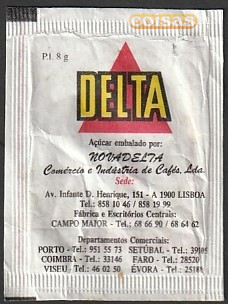 coisas
P.l. 8 g
DELTA
Açúcar embalado por:
NOVADELTA
Comércio e Indústria de Cafés, Lda.
Sede:
Av. Infante D. Henrique, 151 - A 1900 LISBOA
Tel.: 858 10 46 / 858 19 99
Fábrica e Escritórios Centrais:
CAMPO MAJOR - Tel.: 68 66 90 / 68 64 62
Departamentos Comerciais:
PORTO - Tel.: 951 55 73 SETÚBAL - Tel.:
COIMBRA - Tel.: 33146 FARO - Tel.: 28520
VISEU - Tel.: 46 02 50 ÉVORA - Tel.: